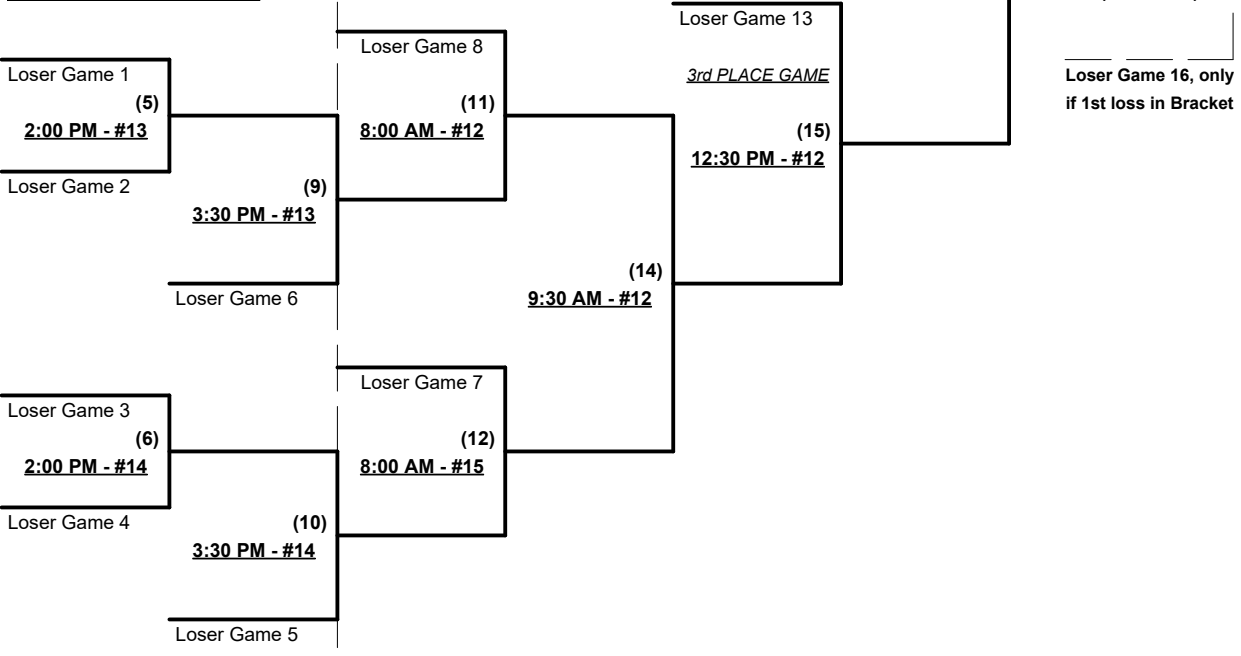 Loser Game 13
Loser Game 8
Loser Game 1
3rd PLACE GAME
Loser Game 16, only
if 1st loss in Bracket
(5)
2:00 PM - #13
(11)
8:00 AM - #12
(15)
12:30 PM - #12
Loser Game 2
(9)
3:30 PM - #13
(14)
9:30 AM - #12
Loser Game 6
Loser Game 7
Loser Game 3
(6)
2:00 PM - #14
(12)
8:00 AM - #15
Loser Game 4
(10)
3:30 PM - #14
Loser Game 5